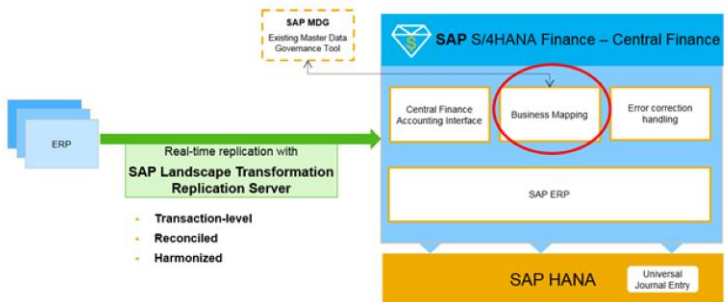 SAP MDG
Existing Master Data
Governance Tool
SAP S/4HANA Finance – Central Finance
ERP
Real-time replication with
SAP Landscape Transformation
Replication Server
- Transaction-level
- Reconciled
- Harmonized
Central Finance
Accounting Interface
Business Mapping
Error correction
handling
SAP ERP
SAP HANA
Universal
Journal Entry